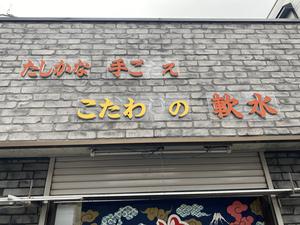 たしかな 手ご え
こたわ の 軟水